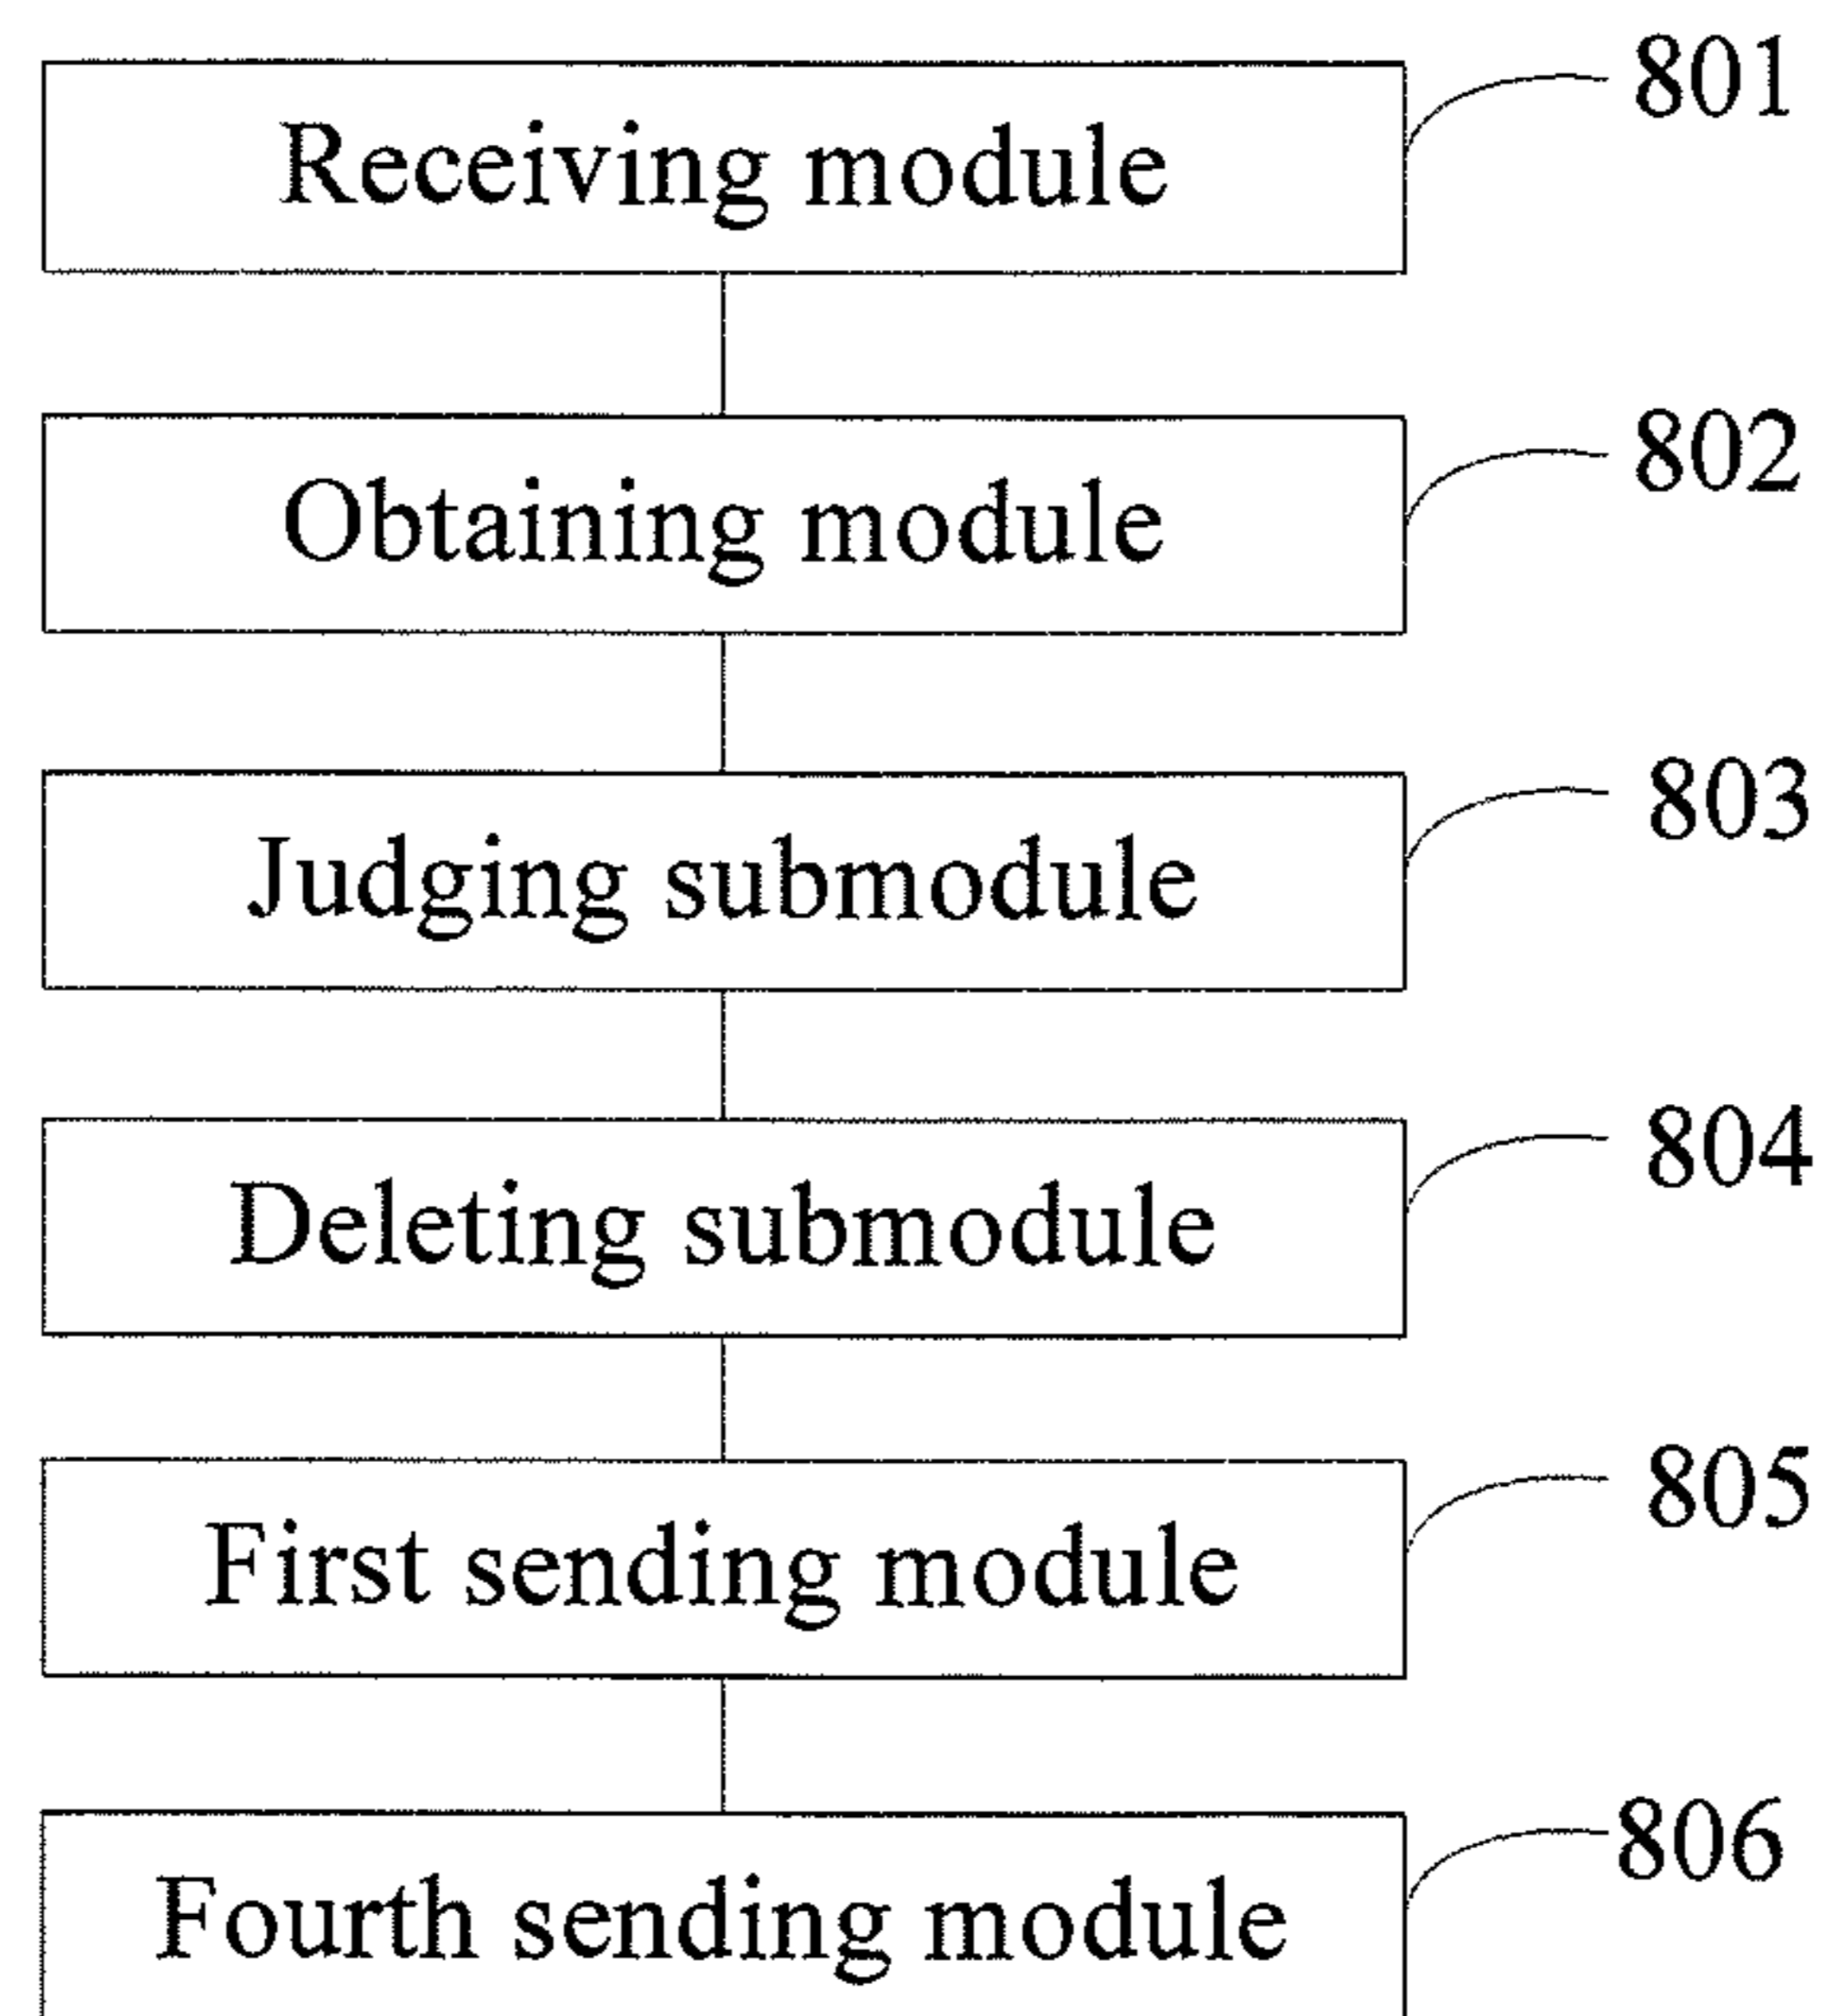 801
Receiving module
802
Obtaining module
803
Judging submodule
804
Deleting submodule
805
First sending module
806
Fourth sending module